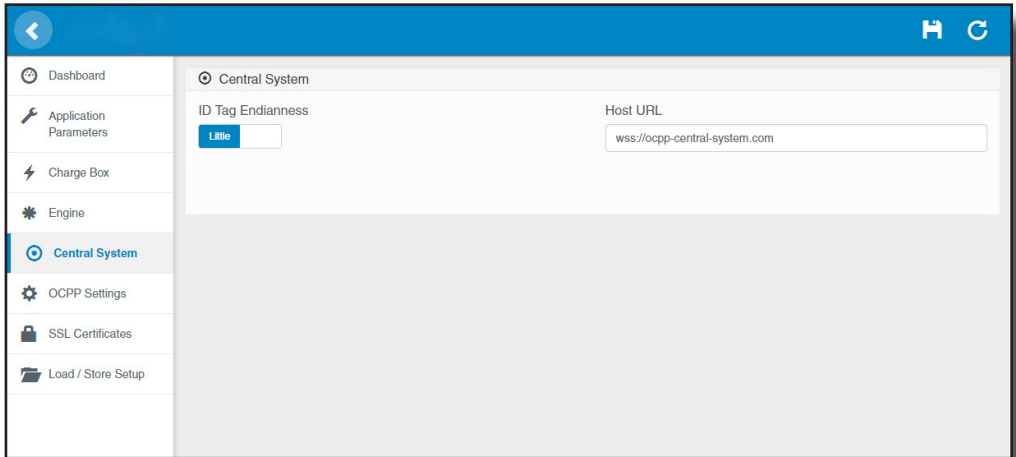 Dashboard
Application
Parameters
Charge Box
Engine
Central System
OCPP Settings
SSL Certificates
Load / Store Setup
Central System
ID Tag Endianness
Little
Host URL
wss://ocpp-central-system.com